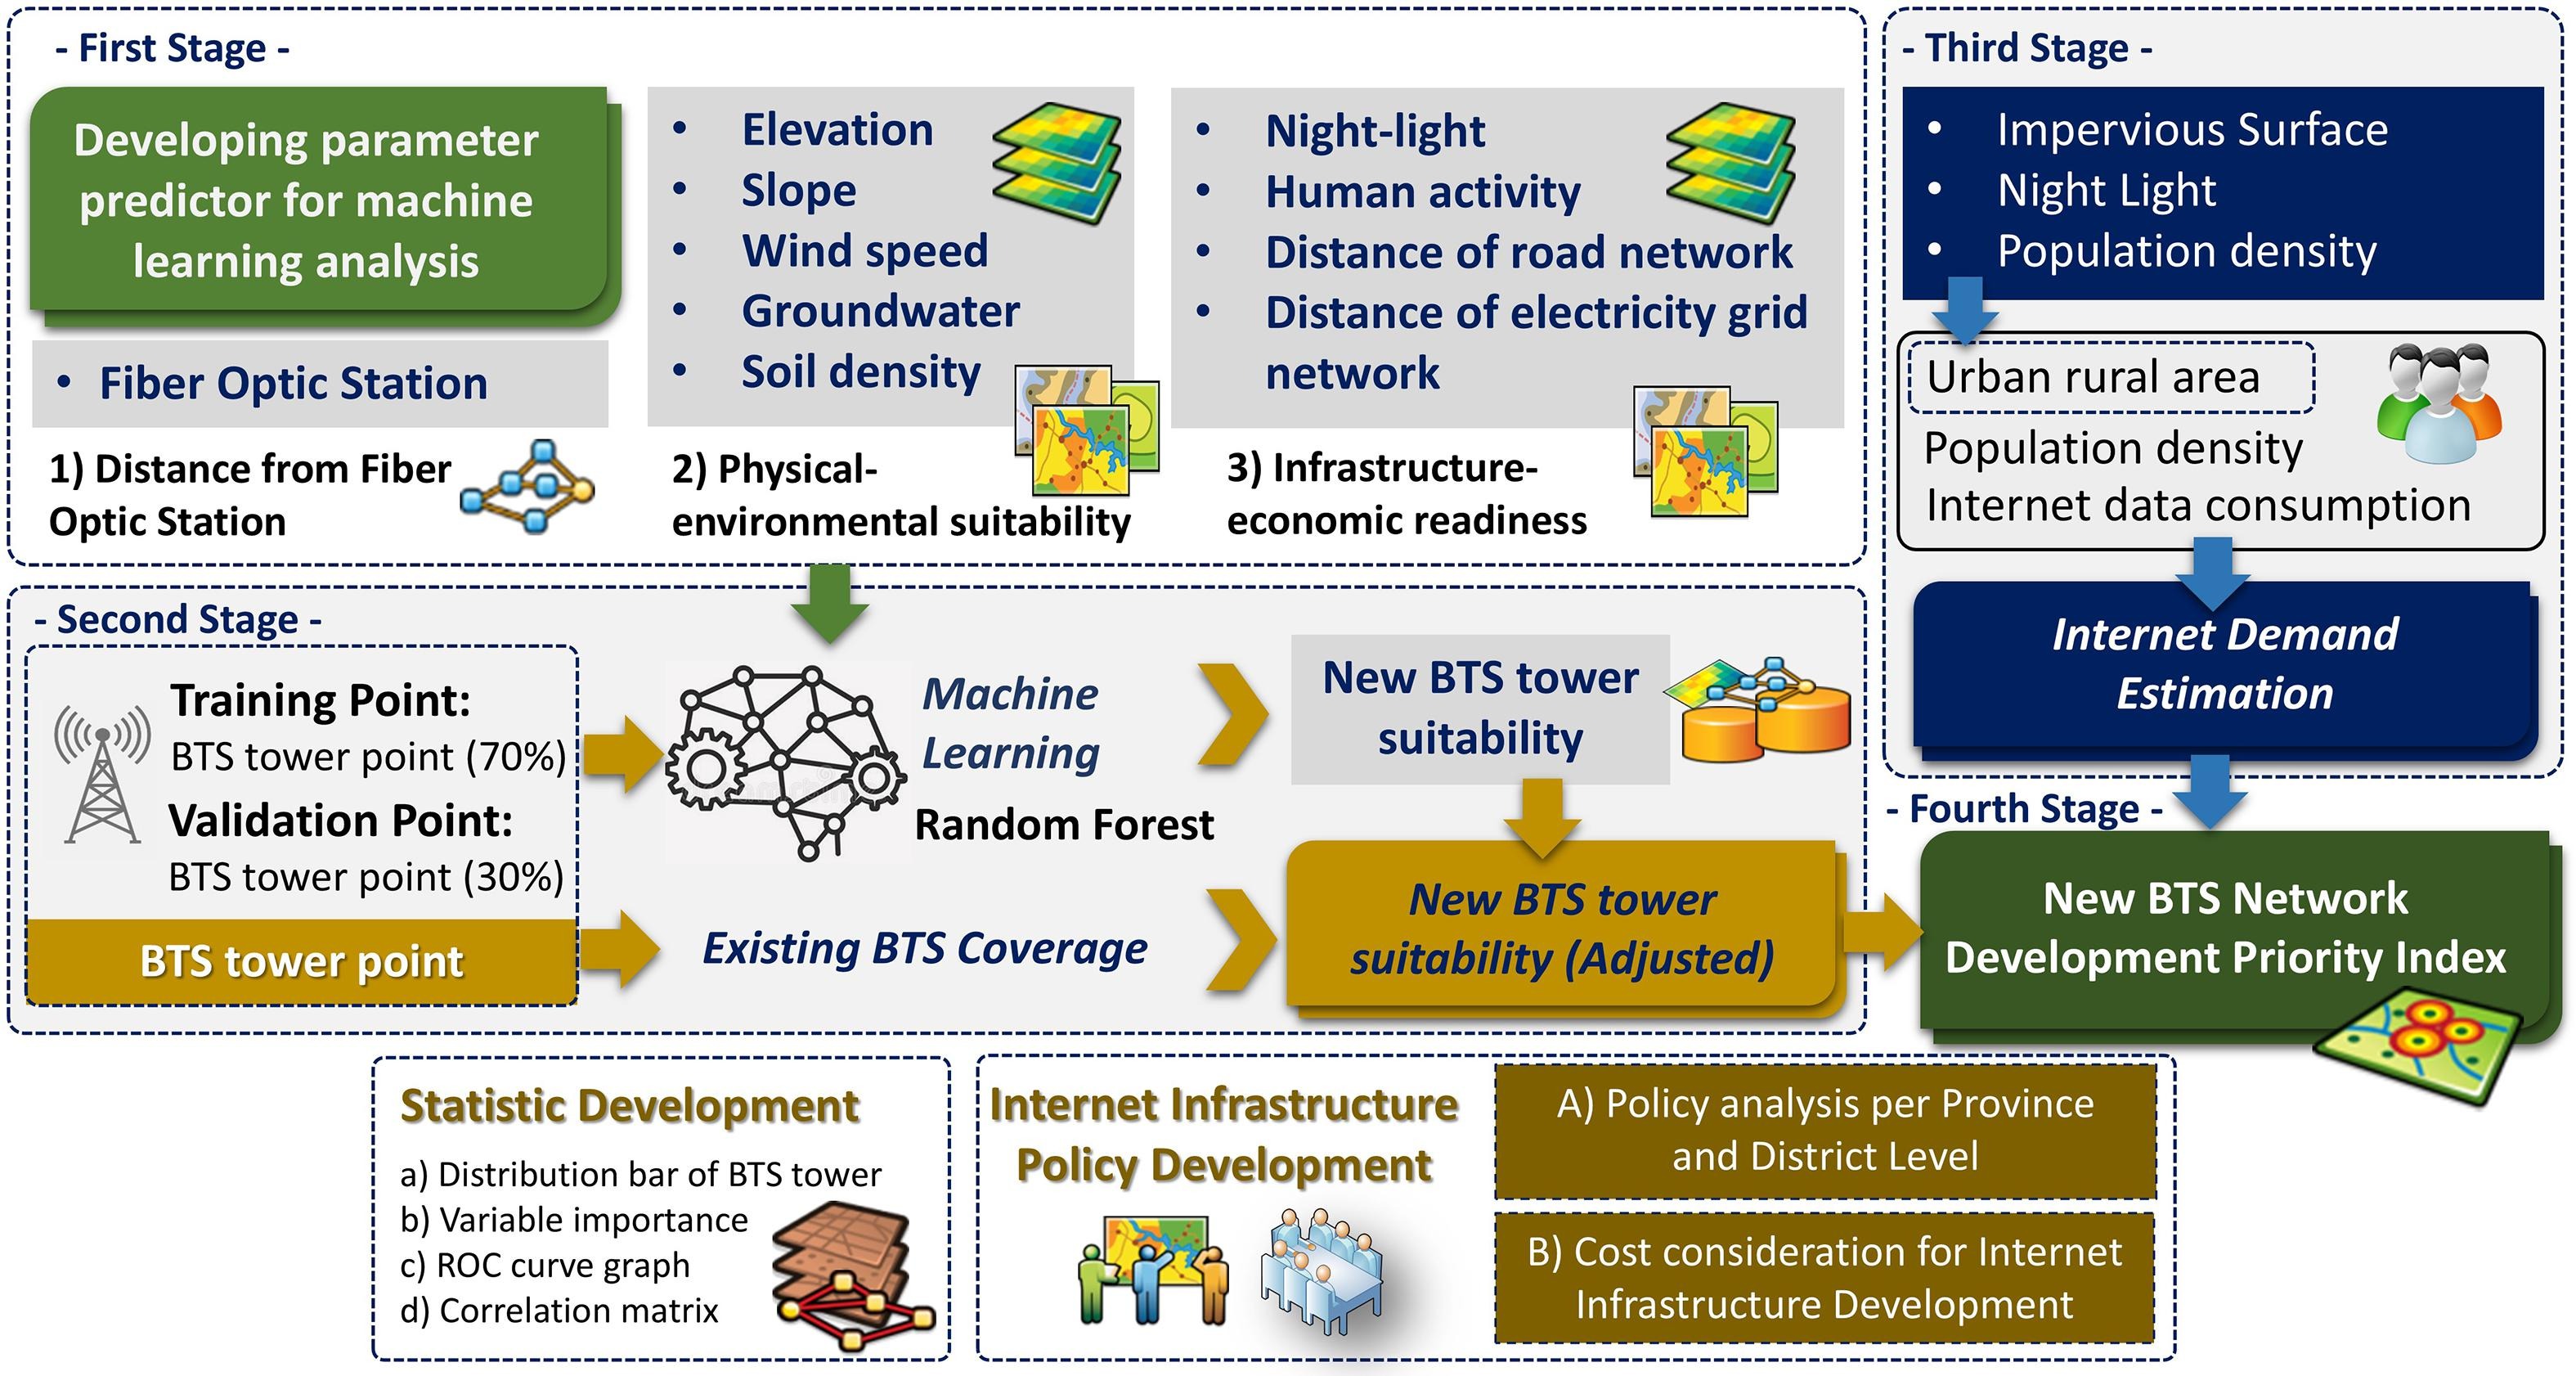 - First Stage -
Developing parameter
predictor for machine
learning analysis
• Fiber Optic Station
1) Distance from Fiber
Optic Station
• Elevation
• Slope
• Wind speed
• Groundwater
• Soil density
2) Physical-
environmental suitability
• Night-light
• Human activity
• Distance of road network
• Distance of electricity grid
network
3) Infrastructure-
economic readiness
- Second Stage -
Training Point:
BTS tower point (70%)
Validation Point:
BTS tower point (30%)
BTS tower point
Machine
Learning
Random Forest
Existing BTS Coverage
New BTS tower
suitability
New BTS tower
suitability (Adjusted)
- Third Stage -
• Impervious Surface
• Night Light
• Population density
Urban rural area
Population density
Internet data consumption
Internet Demand
Estimation
- Fourth Stage -
New BTS Network
Development Priority Index
Statistic Development
a) Distribution bar of BTS tower
b) Variable importance
c) ROC curve graph
d) Correlation matrix
Internet Infrastructure
Policy Development
A) Policy analysis per Province
and District Level
B) Cost consideration for Internet
Infrastructure Development